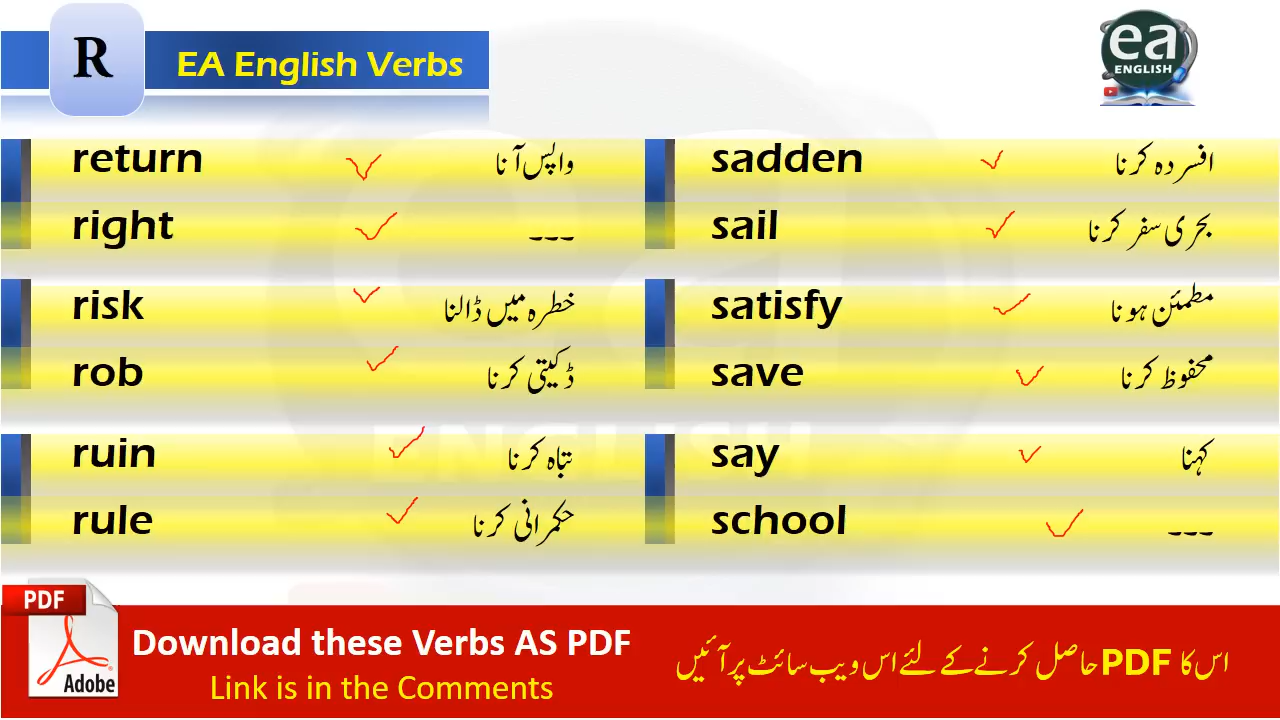 R
EA English Verbs
ea
ENGLISH
return واپس آنا
right ---
risk خطرہ میں ڈالنا
rob ڈکیتی کرنا
ruin تباہ کرنا
rule حکمرانی کرنا
sadden افسردہ کرنا
sail بحری سفر کرنا
satisfy مطمئن ہونا
save محفوظ کرنا
say کہنا
school ---
PDF
Adobe
Download these Verbs AS PDF
Link is in the Comments
اس کا PDF حاصل کرنے کے لئے اس ویب سائٹ پر آئیں
ENGLISH